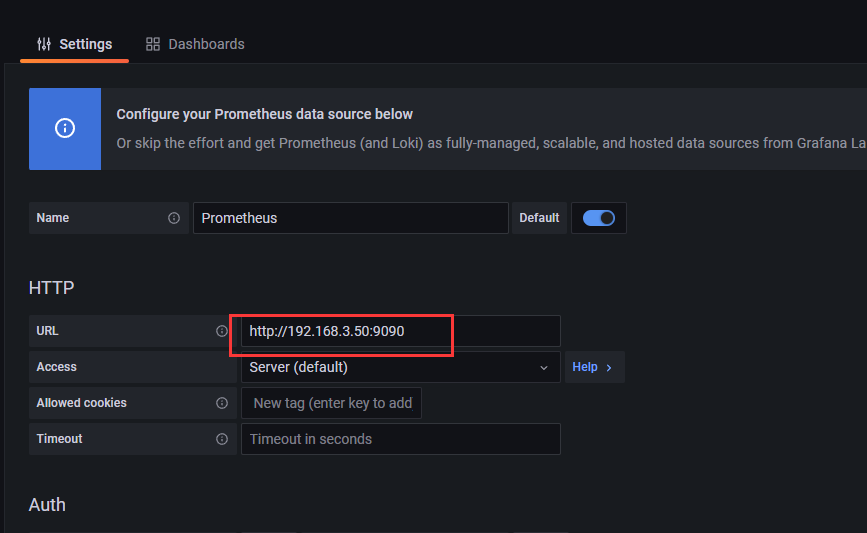 Settings Dashboards
Configure your Prometheus data source below
Or skip the effort and get Prometheus (and Loki) as fully-managed, scalable, and hosted data sources from Grafana La
Name Prometheus Default
HTTP
URL http://192.168.3.50:9090
Access Server (default) Help
Allowed cookies New tag (enter key to add
Timeout Timeout in seconds
Auth